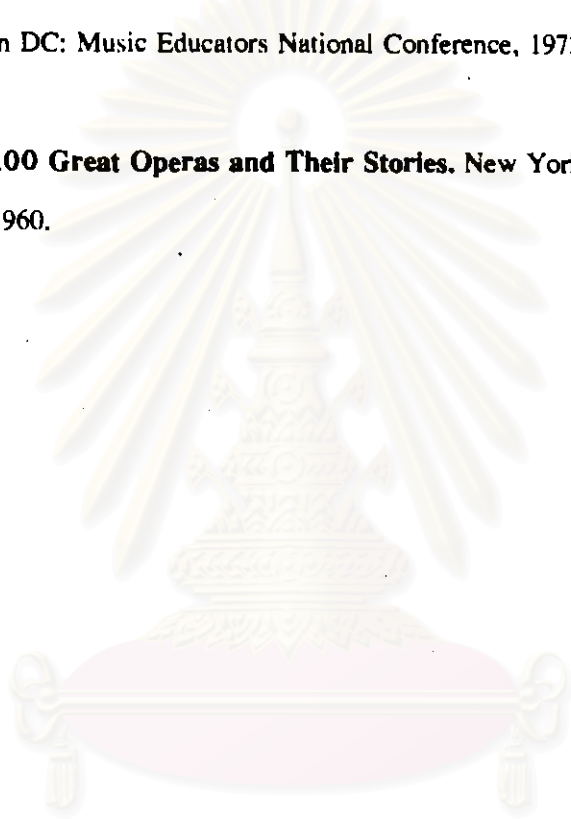 n DC: Music Educators National Conference, 197
00 Great Operas and Their Stories. New Yor
960.